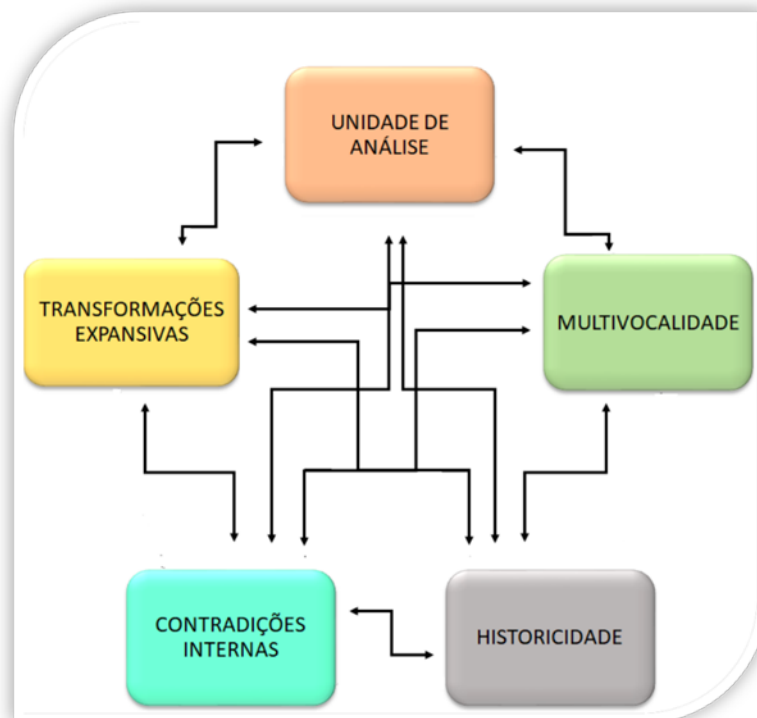 UNIDADE DE
ANÁLISE
TRANSFORMAÇÕES
EXPANSIVAS
MULTIVOCALIDADE
CONTRADIÇÕES
INTERNAS
HISTORICIDADE